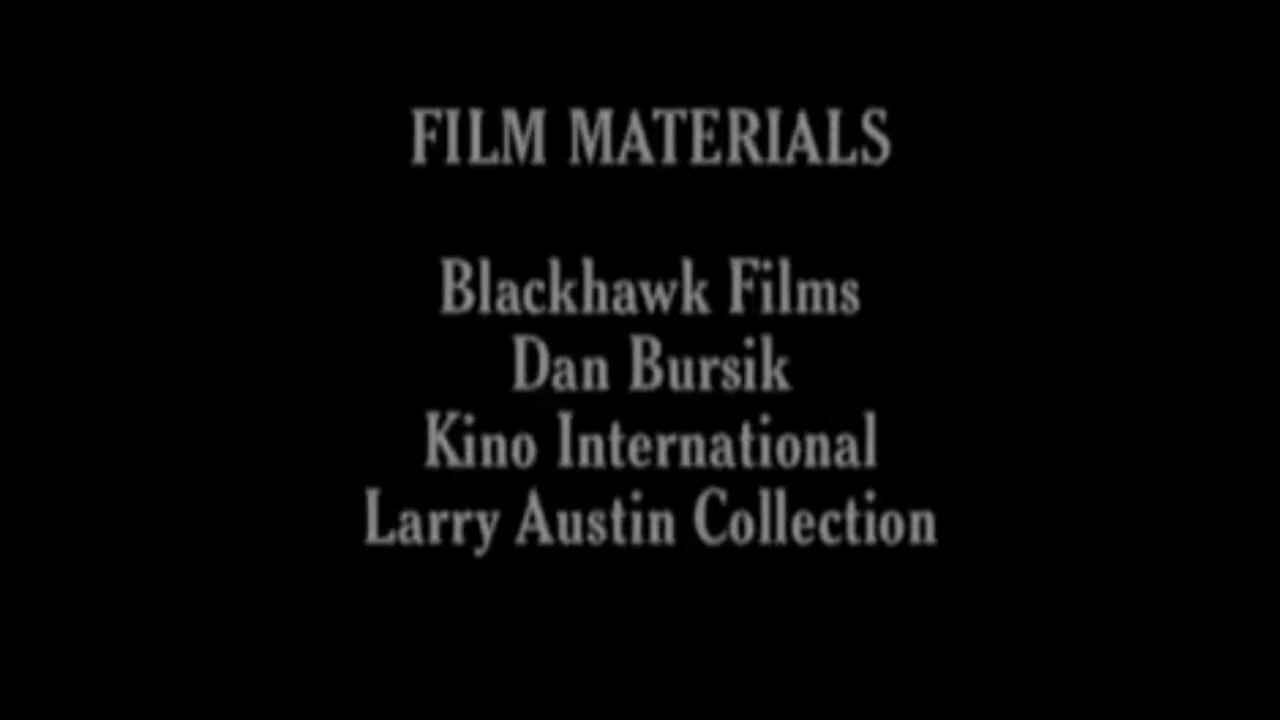 FILM MATERIALS
Blackhawk Films
Dan Bursik
Kino International
Larry Austin Collection